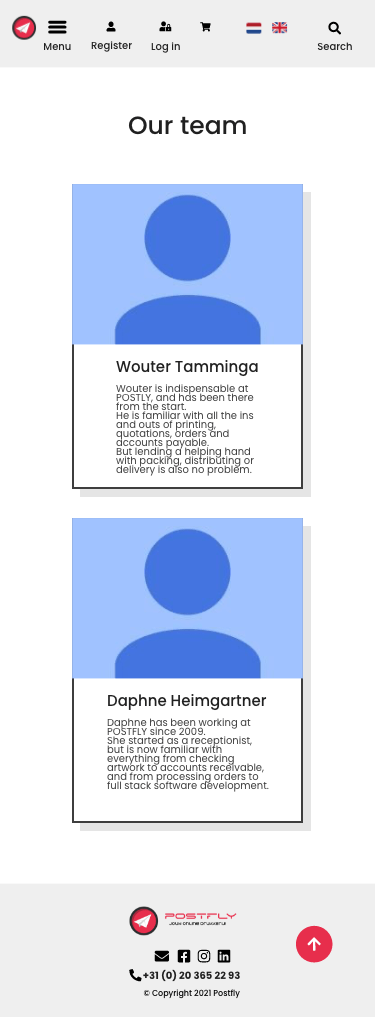 Menu
Register
Log in
Search
Our team
Wouter Tamminga
Wouter is indispensable at
POSTLY, and has been there
from the start.
He is familiar with all the ins
and outs of printing,
quotations, orders and
accounts payable.
But lending a helping hand
with packing, distributing or
delivery is also no problem.
Daphne Heimgartner
Daphne has been working at
POSTFLY since 2009.
She started as a receptionist,
but is now familiar with
everything from checking
artwork to accounts receivable,
and from processing orders to
full stack software development.
POSTFLY
JOUW ONLINE DRUKKERIJ!
+31 (0) 20 365 22 93
© Copyright 2021 Postfly